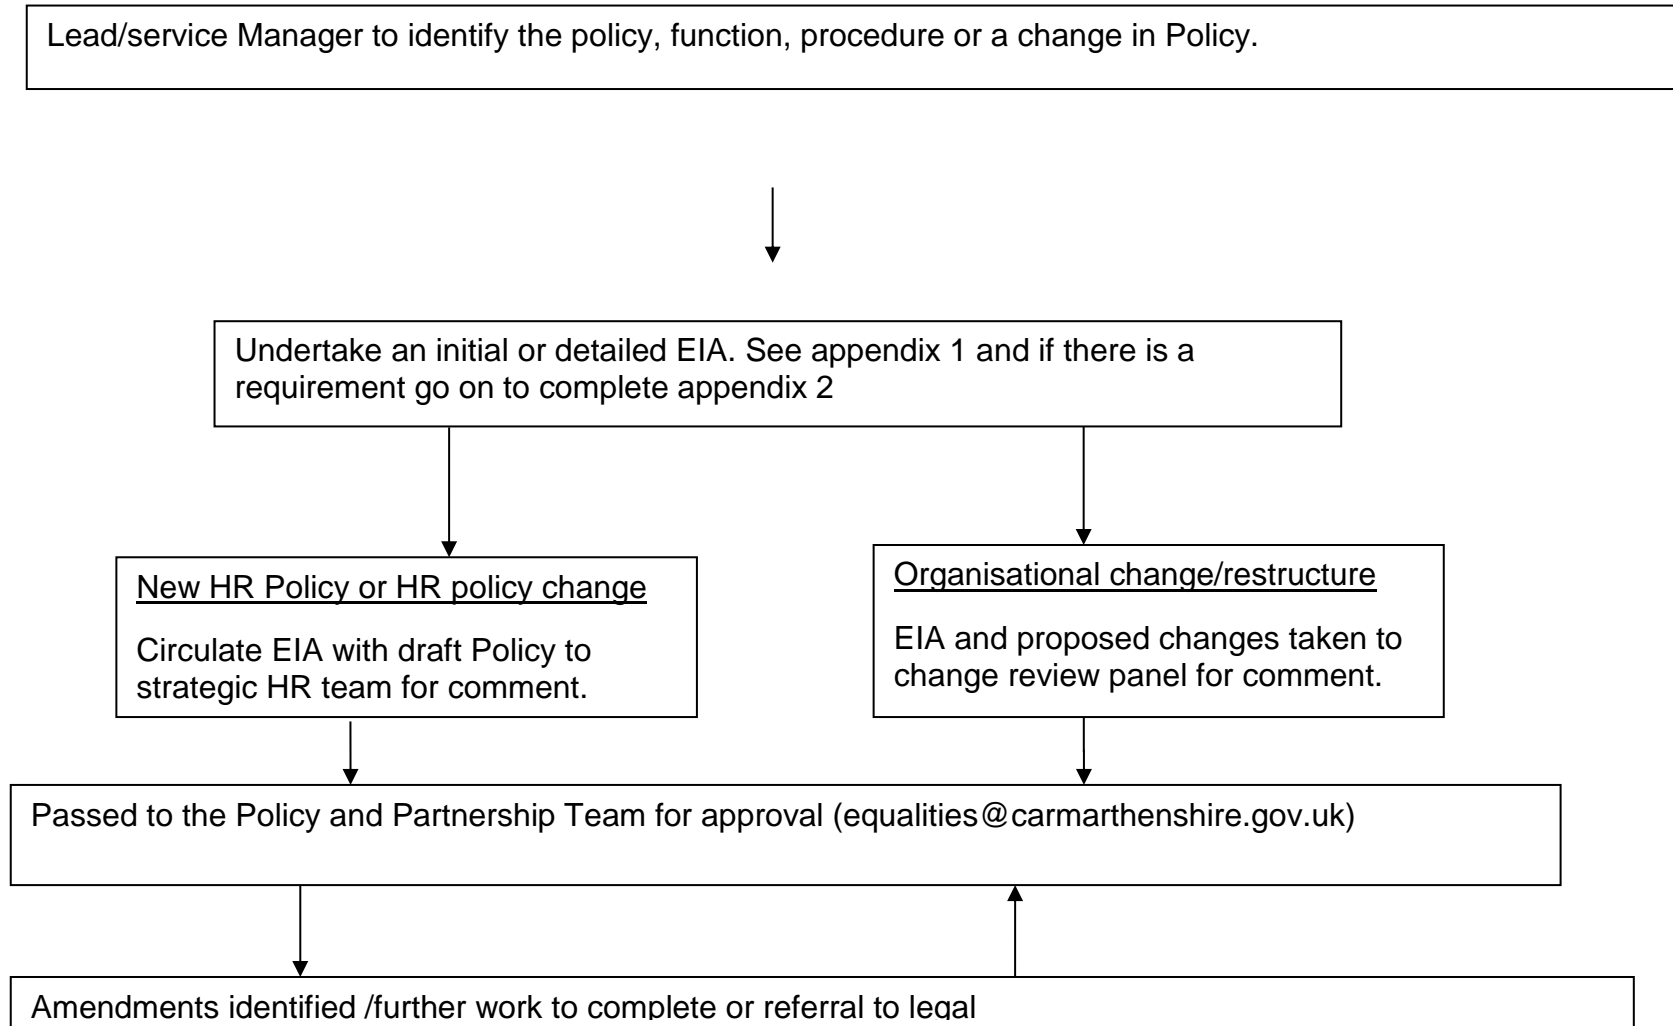 Lead/service Manager to identify the policy, function, procedure or a change in Policy.
Undertake an initial or detailed EIA. See appendix 1 and if there is a
requirement go on to complete appendix 2
New HR Policy or HR policy change
Circulate EIA with draft Policy to
strategic HR team for comment.
Organisational change/restructure
EIA and proposed changes taken to
change review panel for comment.
Passed to the Policy and Partnership Team for approval (equalities@carmarthenshire.gov.uk)
Amendments identified /further work to complete or referral to legal